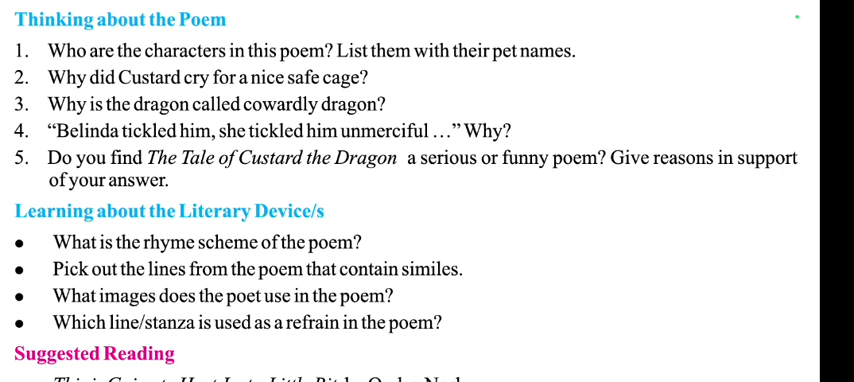 Thinking about the Poem
1. Who are the characters in this poem? List them with their pet names.
2. Why did Custard cry for a nice safe cage?
3. Why is the dragon called cowardly dragon?
4. “Belinda tickled him, she tickled him unmerciful ...” Why?
5. Do you find The Tale of Custard the Dragon a serious or funny poem? Give reasons in support
of your answer.
Learning about the Literary Device/s
• What is the rhyme scheme of the poem?
• Pick out the lines from the poem that contain similes.
• What images does the poet use in the poem?
• Which line/stanza is used as a refrain in the poem?
Suggested Reading